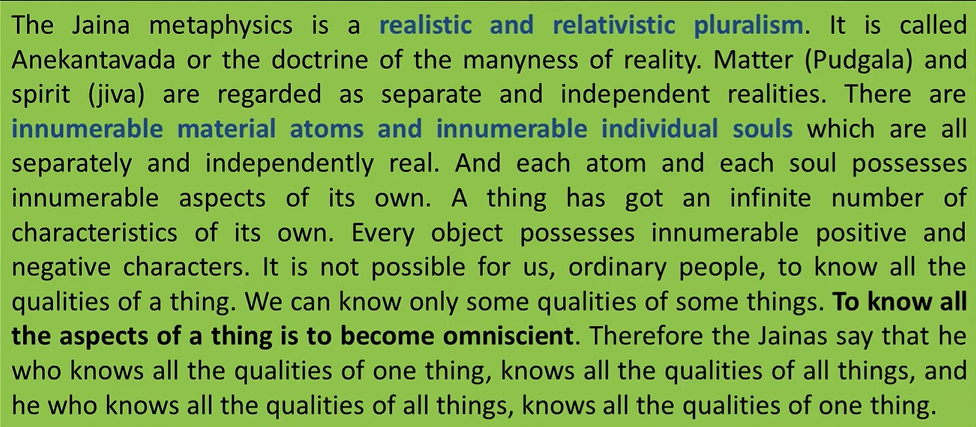 The Jaina metaphysics is a realistic and relativistic pluralism. It is called
Anekantavada or the doctrine of the manyness of reality. Matter (Pudgala) and
spirit (jiva) are regarded as separate and independent realities. There are
innumerable material atoms and innumerable individual souls which are all
separately and independently real. And each atom and each soul possesses
innumerable aspects of its own. A thing has got an infinite number of
characteristics of its own. Every object possesses innumerable positive and
negative characters. It is not possible for us, ordinary people, to know all the
qualities of a thing. We can know only some qualities of some things. To know all
the aspects of a thing is to become omniscient. Therefore the Jainas say that he
who knows all the qualities of one thing, knows all the qualities of all things, and
he who knows all the qualities of all things, knows all the qualities of one thing.